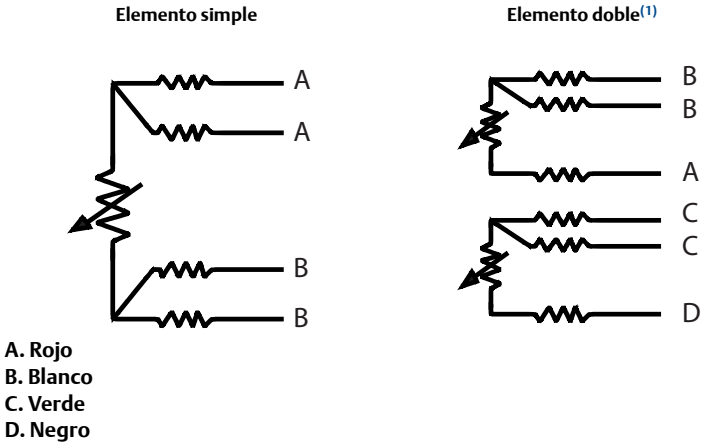 Elemento simple
A
A
B
B
Elemento doble(1)
B
B
A
C
C
D
A. Rojo
B. Blanco
C. Verde
D. Negro